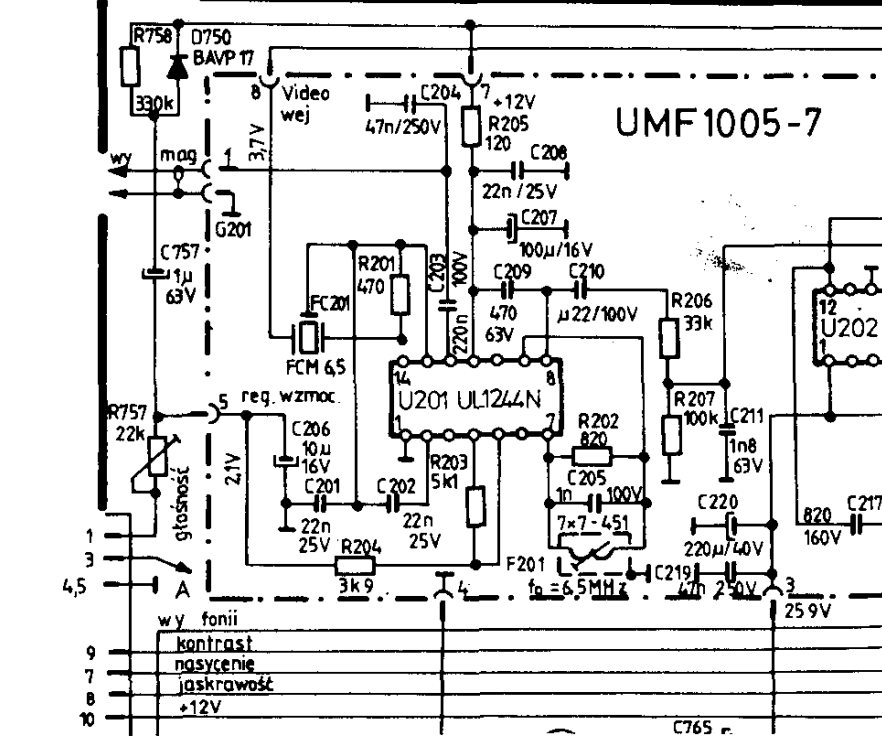 R758
D750
BAVP 17
330k
8
Video
wej
3,7V
C204
47n/250V
7
+12V
R205
120
UMF1005-7
wy
mag
1
G201
C208
22n/25V
C207
100µ/16V
C757
1µ
63V
R201
470
FC201
FCM 6,5
C203
100V
220n
C209
470
63V
C210
µ22/100V
R206
33k
12
U202
1
14
8
U201 UL1244N
1
7
R757
22k
głośność
5
reg. wzmoc.
2,1V
C206
10µ
16V
C201
22n
25V
C202
22n
25V
R203
5k1
R202
820
C205
1n
100V
7×7-451
R207
100k
C211
1n8
63V
C220
220µ/40V
820
160V
C217
R204
3k9
F201
fo=6,5MHz
C219
47n 250V
4
3
25 9V
1
3
4,5
A
wy fonii
9
kontrast
7
nasycenie
8
jaskrawość
10
+12V
C765